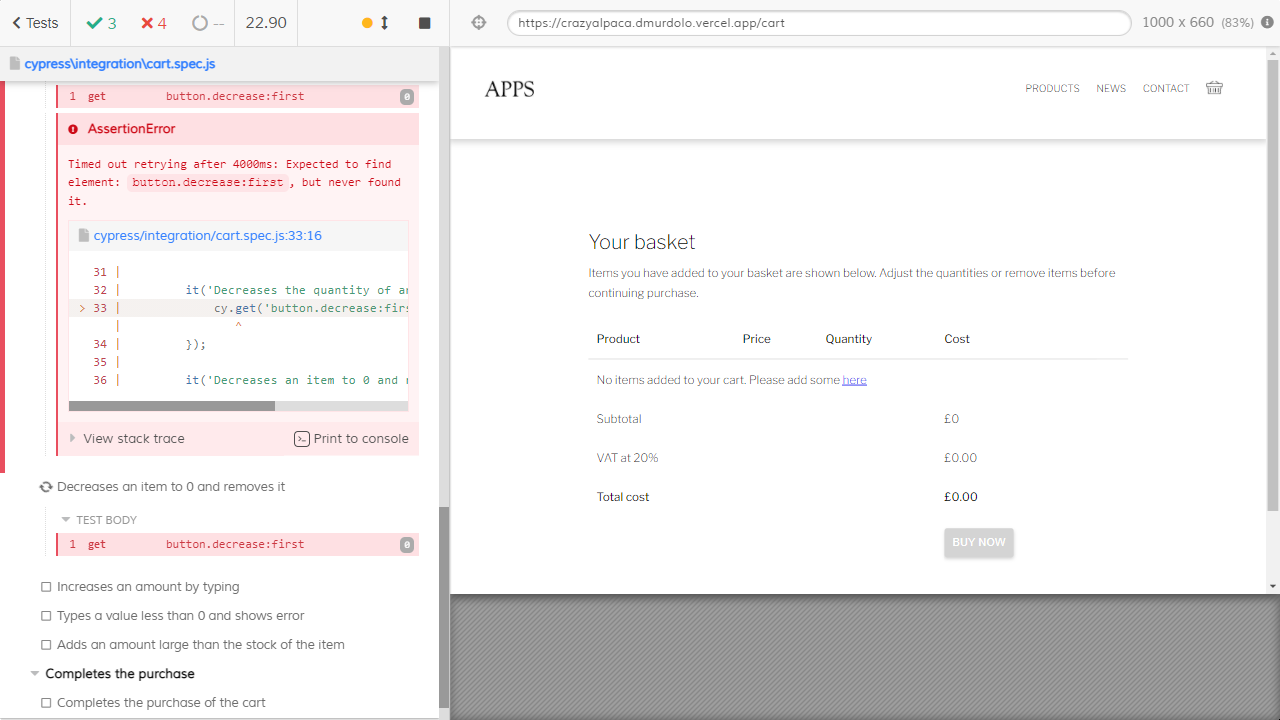 Tests
3
4
--
22.90
https://crazyalpaca.dmurdolo.vercel.app/cart
1000 x 660 (83%)
cypress\integration\cart.spec.js
1 get button.decrease:first 0
AssertionError
Timed out retrying after 4000ms: Expected to find
element: button.decrease:first, but never found
it.
cypress/integration/cart.spec.js:33:16
31 |
32 | it('Decreases the quantity of an
> 33 | cy.get('button.decrease:firs
| ^
34 | });
35 |
36 | it('Decreases an item to 0 and r
View stack trace
Print to console
Decreases an item to 0 and removes it
TEST BODY
1 get button.decrease:first 0
Increases an amount by typing
Types a value less than 0 and shows error
Adds an amount large than the stock of the item
Completes the purchase
Completes the purchase of the cart
APPS
PRODUCTS NEWS CONTACT
Your basket
Items you have added to your basket are shown below. Adjust the quantities or remove items before
continuing purchase.
Product Price Quantity Cost
No items added to your cart. Please add some here
Subtotal £0
VAT at 20% £0.00
Total cost £0.00
BUY NOW